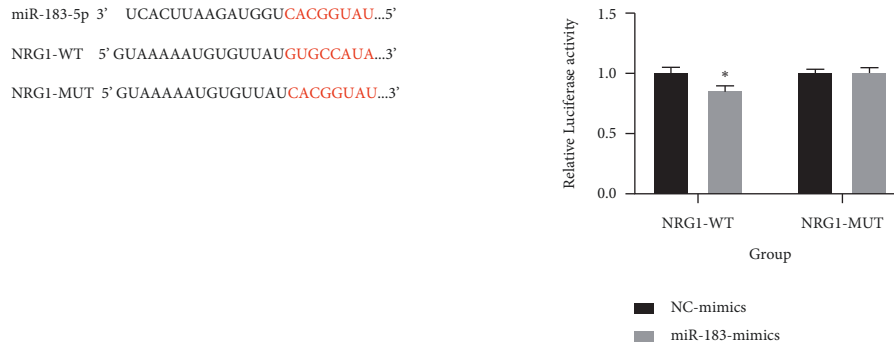 miR-183-5p 3’ UCACUUAAGAUGGUCACGGUAU...5’
NRG1-WT 5’ GUAAAAAUGUGUUAUGUGCCAUA...3’
NRG1-MUT 5’ GUAAAAAUGUGUUAUCACGGUAU...3’
Relative Luciferase activity
1.5
1.0
0.5
0.0
*
NRG1-WT NRG1-MUT
Group
NC-mimics
miR-183-mimics